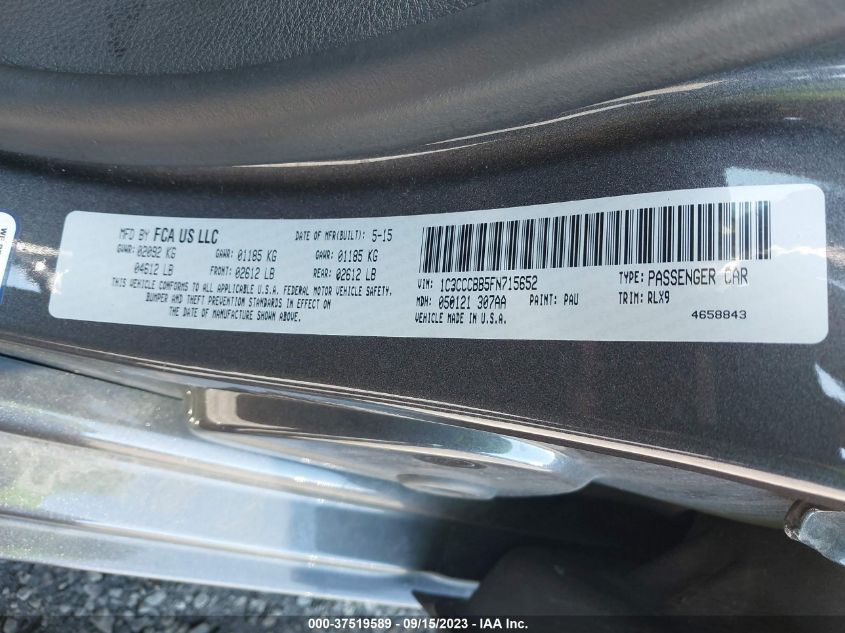 MFD BY FCA US LLC
DATE OF MFR(BUILT): 5-15
GVWR: 02092 KG GAWR: 01185 KG GAWR: 01185 KG
04612 LB FRONT: 02612 LB REAR: 02612 LB
THIS VEHICLE CONFORMS TO ALL APPLICABLE U.S.A. FEDERAL MOTOR VEHICLE SAFETY,
BUMPER AND THEFT PREVENTION STANDARDS IN EFFECT ON
THE DATE OF MANUFACTURE SHOWN ABOVE.
VIN: 1C3CCCBB5FN715652 TYPE: PASSENGER CAR
MDH: 050121 307AA PAINT: PAU TRIM: RLX9
VEHICLE MADE IN U.S.A. 4658843
000-37519589 - 09/15/2023 - IAA Inc.